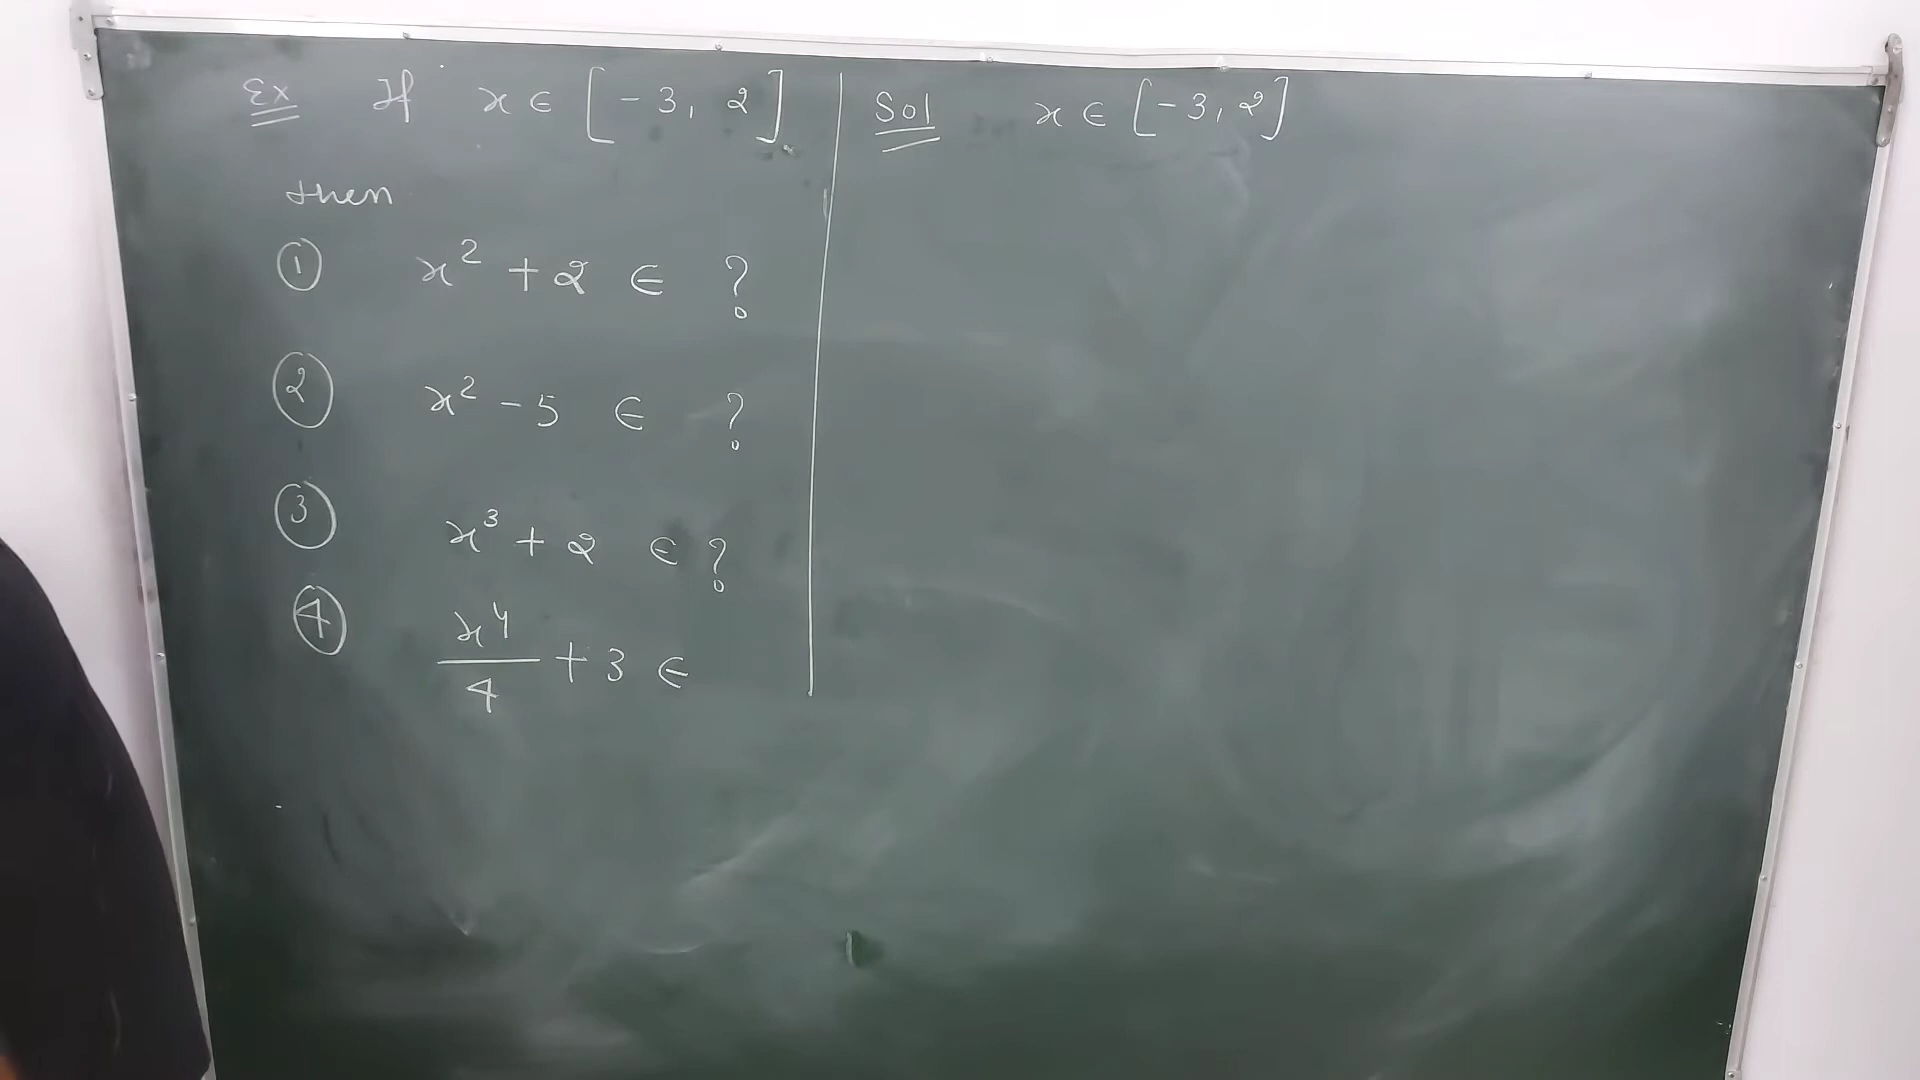 Ex If x ∈ [-3, 2]
then
① x² + 2 ∈ ?
② x² - 5 ∈ ?
③ x³ + 2 ∈ ?
④ x⁴/4 + 3 ∈
Sol x ∈ [-3, 2]